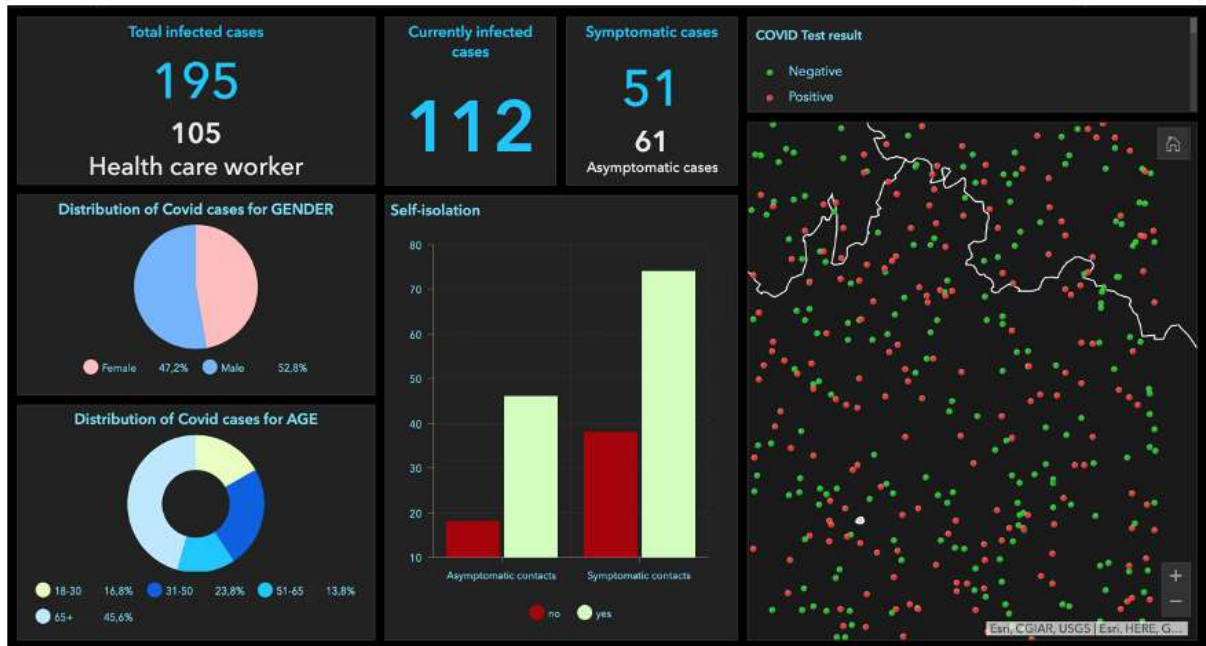 Total infected cases
195
105
Health care worker
Currently infected
cases
112
Symptomatic cases
51
61
Asymptomatic cases
COVID Test result
Negative
Positive
Distribution of Covid cases for GENDER
Female 47,2% Male 52,8%
Distribution of Covid cases for AGE
18-30 16,8% 31-50 23,8% 51-65 13,8%
65+ 45,6%
Self-isolation
80
70
60
50
40
30
20
10
Asymptomatic contacts Symptomatic contacts
no yes
+
−
Esri, CGIAR, USGS | Esri, HERE, G...